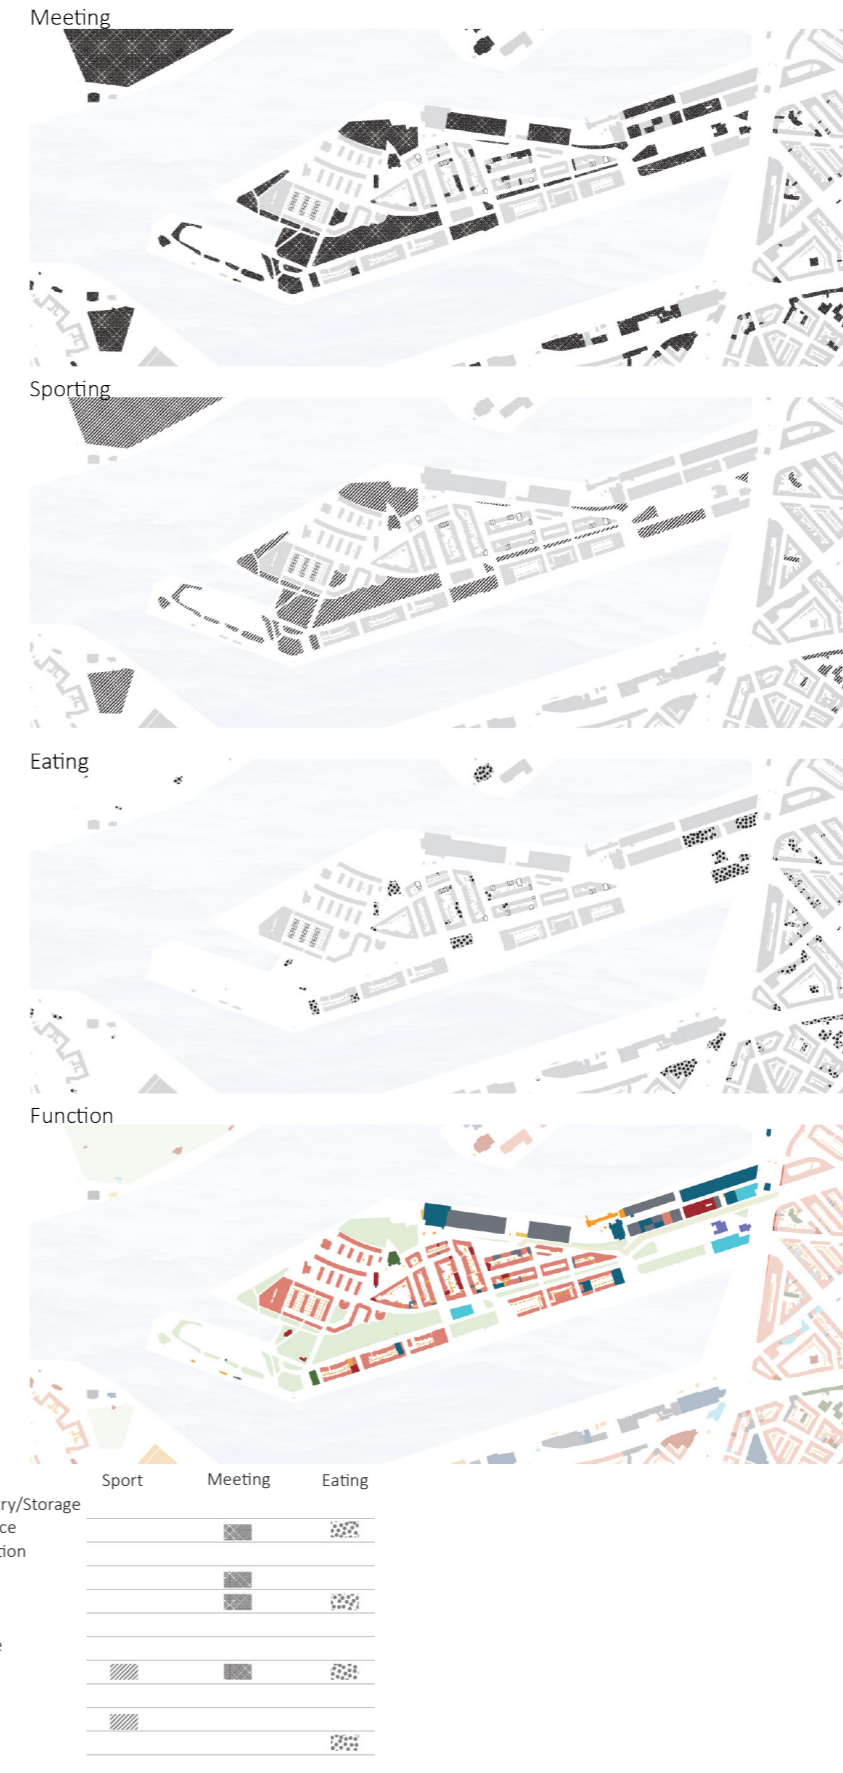 Meeting
Sporting
Eating
Function
Sport Meeting Eating
ry/Storage
ce
tion
e